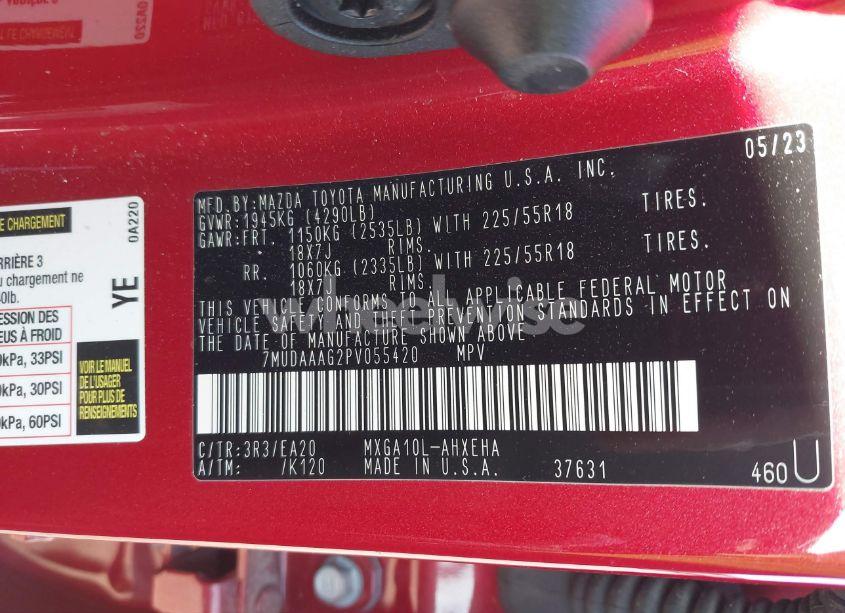 LE CHARGEMENT
0A220
RRIÈRE 3
u chargement ne
0lb.
YE
ESSION DES
EUS À FROID
0kPa, 33PSI
0kPa, 30PSI
0kPa, 60PSI
VOIR LE MANUEL
DE L'USAGER
POUR PLUS DE
RENSEIGNEMENTS
05/23
MFD.BY:MAZDA TOYOTA MANUFACTURING U.S.A. INC.
GVWR:1945KG (4290LB)
GAWR:FRT. 1150KG (2535LB) WITH 225/55R18 TIRES.
18X7J RIMS.
RR. 1060KG (2335LB) WITH 225/55R18 TIRES.
18X7J RIMS.
THIS VEHICLE CONFORMS TO ALL APPLICABLE FEDERAL MOTOR
VEHICLE SAFETY AND THEFT PREVENTION STANDARDS IN EFFECT ON
THE DATE OF MANUFACTURE SHOWN ABOVE.
7MUDAAAG2PV055420 MPV
C/TR:3R3/EA20 MXGA10L-AHXEHA
A/TM: /K120 MADE IN U.S.A. 37631
460U
wheelwise